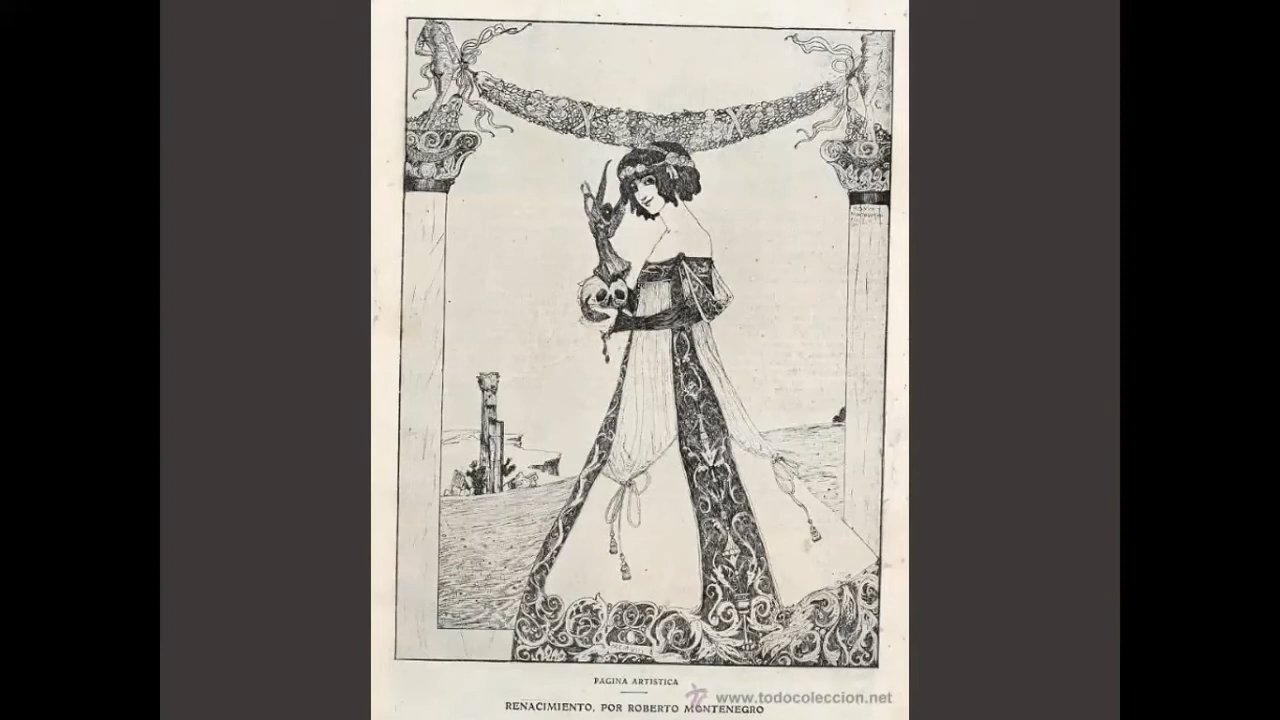 PAGINA ARTISTICA
RENACIMIENTO, POR ROBERTO MONTENEGRO
www.todocoleccion.net